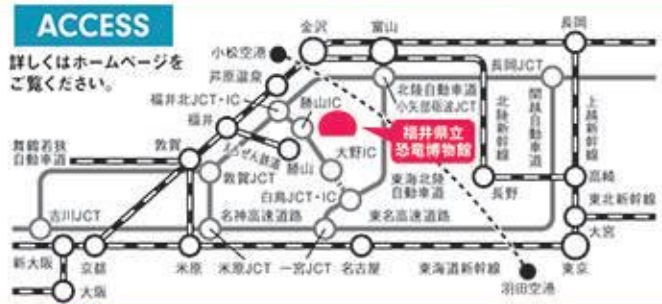 ACCESS
詳しくはホームページを
ご覧ください。
金沢
富山
長岡
小松空港
芦原温泉
長岡JCT
福井北JCT・IC
勝山IC
北陸自動車道
小矢部砺波JCT
福井
福井県立
恐竜博物館
北陸新幹線
関越自動車道
上越新幹線
えちぜん鉄道
舞鶴若狭
自動車道
敦賀
勝山
大野IC
敦賀JCT
東海北陸
自動車道
長野
高崎
白鳥JCT・IC
東北新幹線
吉川JCT
名神高速道路
東名高速道路
大宮
新大阪
京都
米原
米原JCT
一宮JCT
名古屋
東海道新幹線
東京
大阪
羽田空港